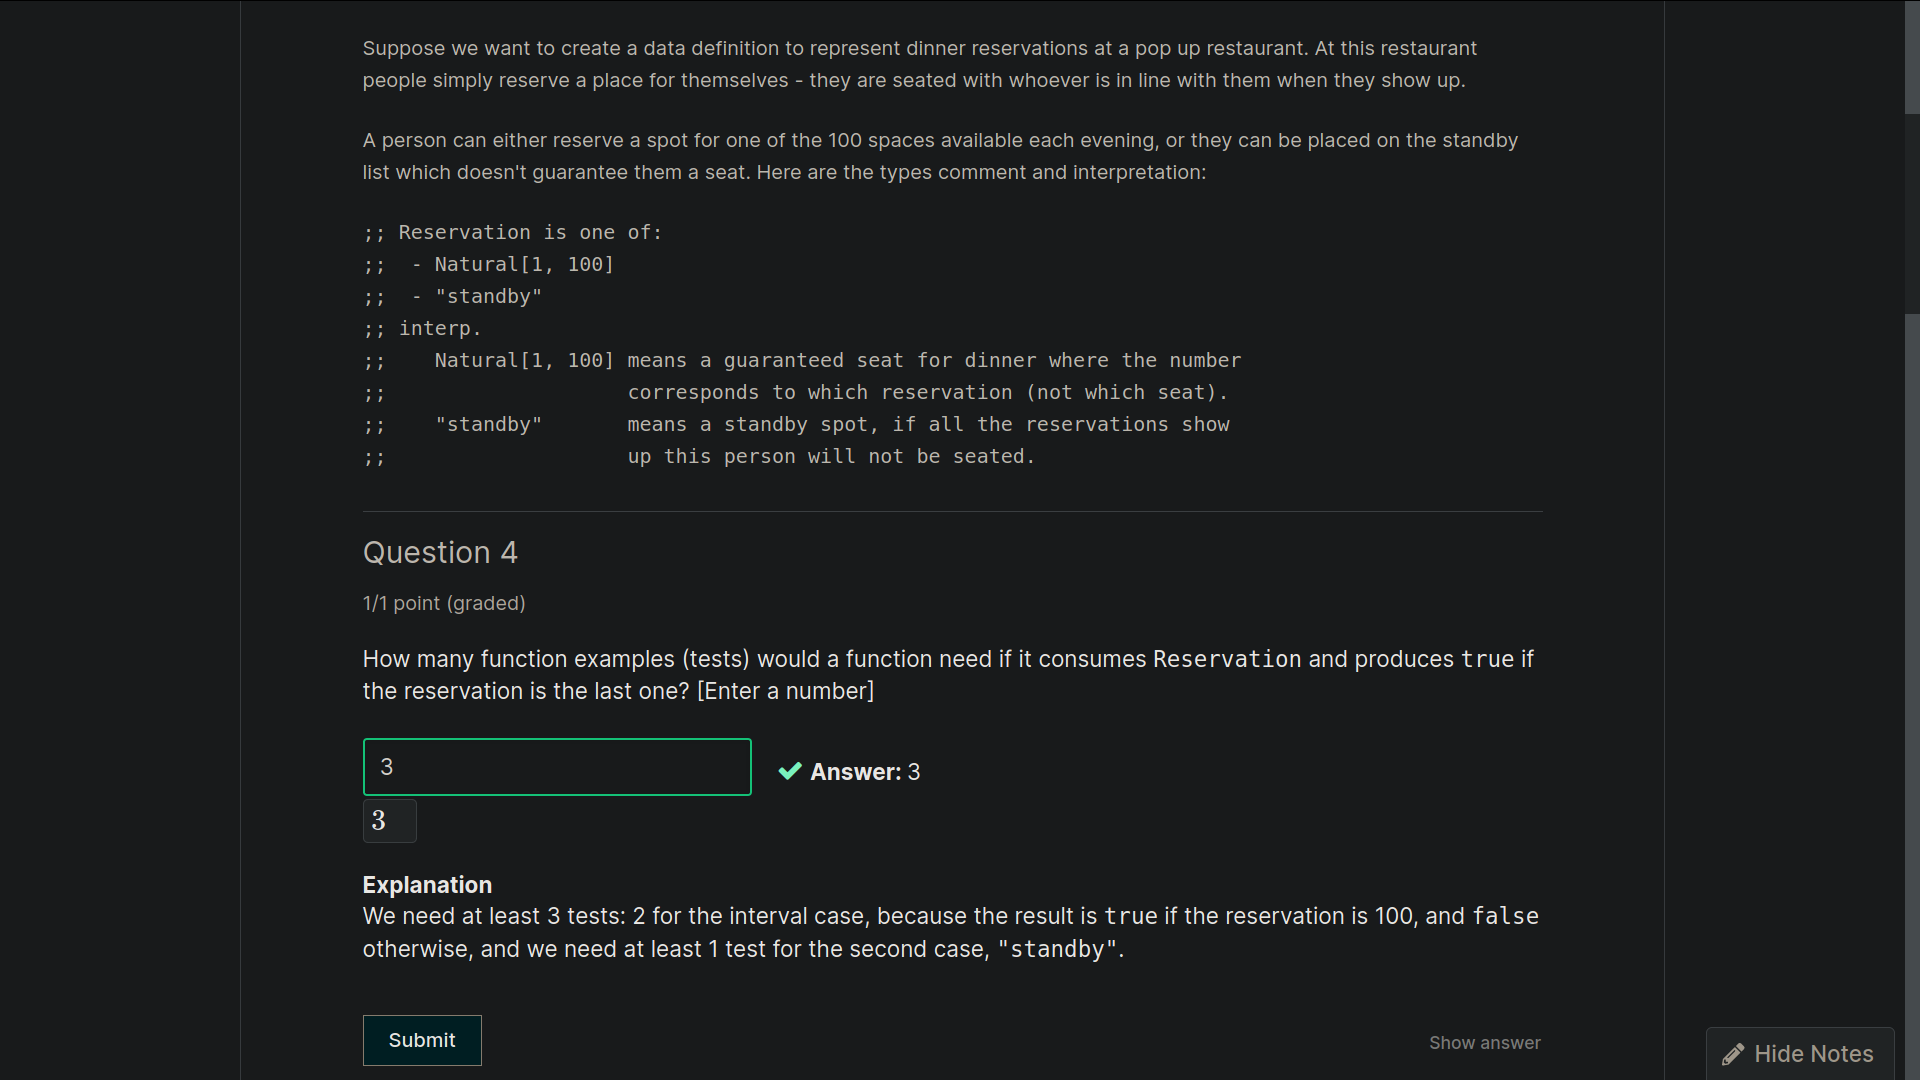 Suppose we want to create a data definition to represent dinner reservations at a pop up restaurant. At this restaurant
people simply reserve a place for themselves - they are seated with whoever is in line with them when they show up.
A person can either reserve a spot for one of the 100 spaces available each evening, or they can be placed on the standby
list which doesn't guarantee them a seat. Here are the types comment and interpretation:
;; Reservation is one of:
;;  - Natural[1, 100]
;;  - "standby"
;; interp.
;;    Natural[1, 100] means a guaranteed seat for dinner where the number
;;                    corresponds to which reservation (not which seat).
;;    "standby"       means a standby spot, if all the reservations show
;;                    up this person will not be seated.
Question 4
1/1 point (graded)
How many function examples (tests) would a function need if it consumes Reservation and produces true if
the reservation is the last one? [Enter a number]
3
Answer: 3
3
Explanation
We need at least 3 tests: 2 for the interval case, because the result is true if the reservation is 100, and false
otherwise, and we need at least 1 test for the second case, "standby".
Submit
Show answer
Hide Notes